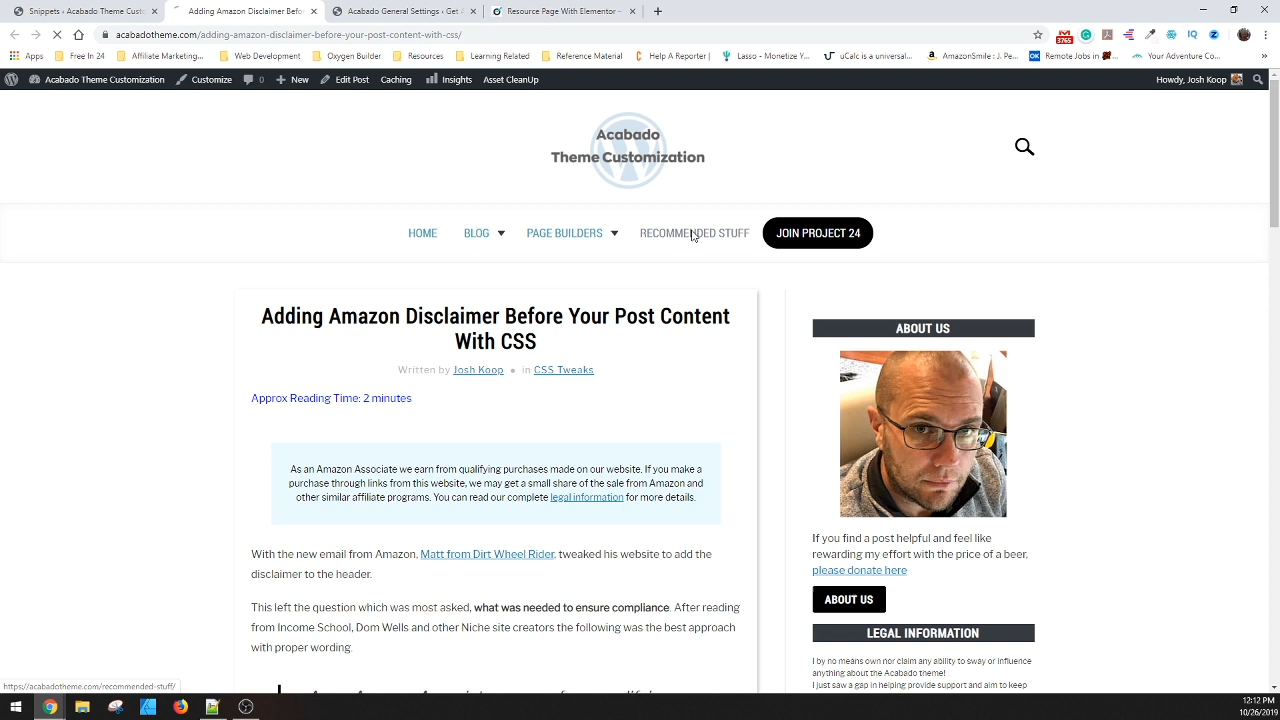 Snippets ‹ Acabado Theme Custo
Adding Amazon Disclaimer Befor
Acabado General Settings ‹ Ac
Resource Page With Elementor –
acabadotheme.com/adding-amazon-disclaimer-before-your-post-content-with-css/
3765
Apps
Free In 24
Affiliate Marketing...
Web Development
Oxygen Builder
Resources
Learning Related
Reference Material
Help A Reporter |
Lasso - Monetize Y...
uCalc is a universal...
AmazonSmile : J. Pe...
Remote Jobs in
Your Adventure Co...
Acabado Theme Customization
Customize
0
New
Edit Post
Caching
Insights
Asset CleanUp
Howdy, Josh Koop
Acabado
Theme Customization
HOME
BLOG
PAGE BUILDERS
RECOMMENDED STUFF
JOIN PROJECT 24
Adding Amazon Disclaimer Before Your Post Content
With CSS
Written by Josh Koop • in CSS Tweaks
Approx Reading Time: 2 minutes
As an Amazon Associate we earn from qualifying purchases made on our website. If you make a
purchase through links from this website, we may get a small share of the sale from Amazon and
other similar affiliate programs. You can read our complete legal information for more details.
With the new email from Amazon, Matt from Dirt Wheel Rider, tweaked his website to add the
disclaimer to the header.
This left the question which was most asked, what was needed to ensure compliance. After reading
from Income School, Dom Wells and other Niche site creators the following was the best approach
with proper wording.
ABOUT US
If you find a post helpful and feel like
rewarding my effort with the price of a beer,
please donate here
ABOUT US
LEGAL INFORMATION
I by no means own nor claim any ability to sway or influence
anything about the Acabado theme!
I just saw a gap in helping provide support and aim to keep
https://acabadotheme.com/recommended-stuff/
12:12 PM
10/26/2019